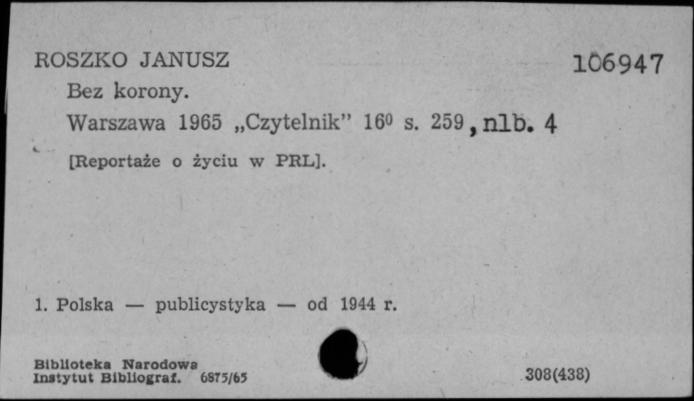 ROSZKO JANUSZ 106947
Bez korony.
Warszawa 1965 „Czytelnik” 16º s. 259, nlb. 4
[Reportaże o życiu w PRL].
1. Polska — publicystyka — od 1944 r.
Biblioteka Narodowa
Instytut Bibliograf. 6875/65 308(438)